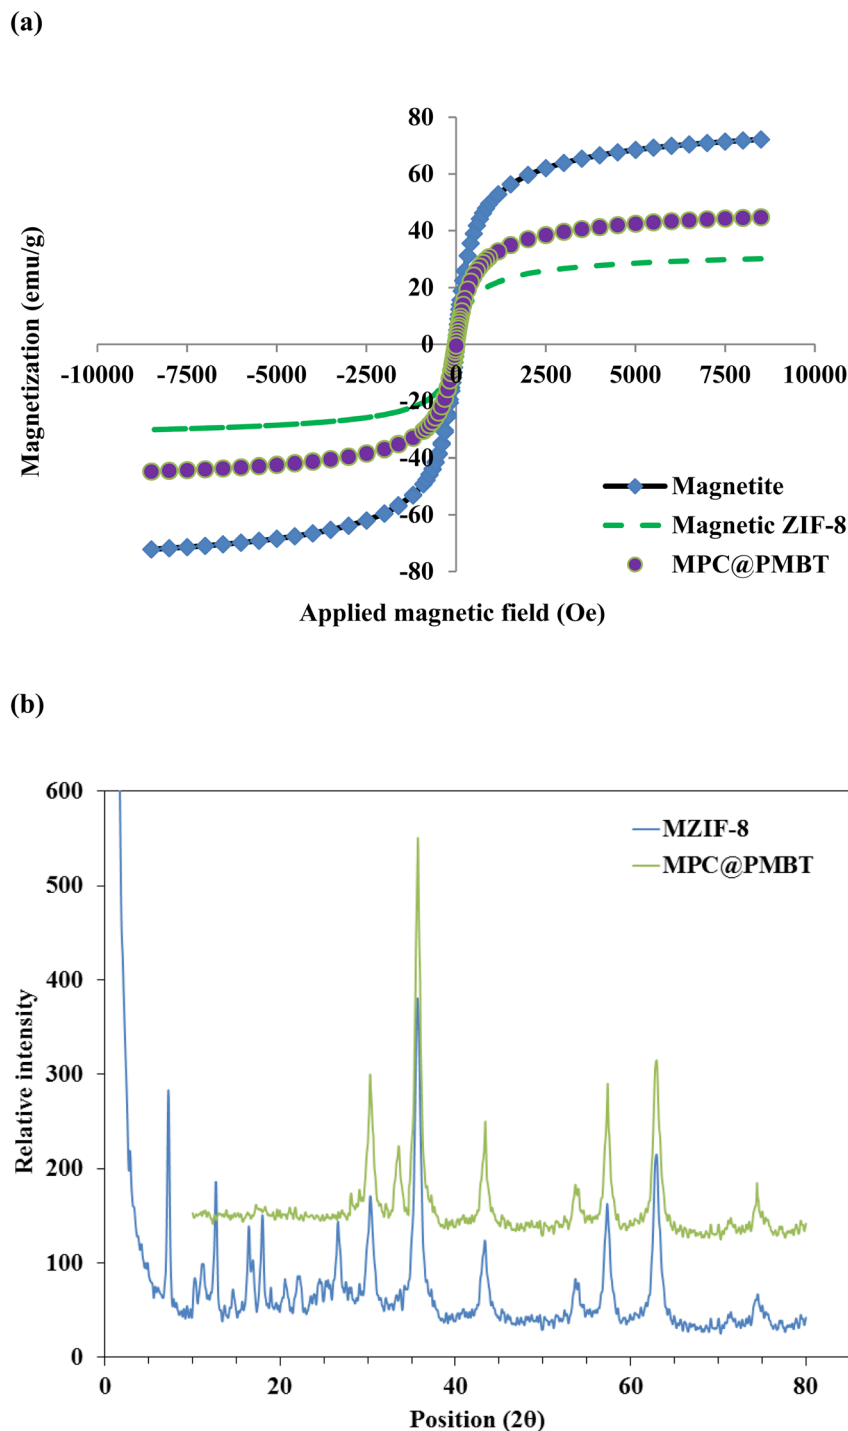 (a)
80
60
40
20
0
-10000 -7500 -5000 -2500 0 2500 5000 7500 10000
-20
-40
-60
-80
Magnetization (emu/g)
Magnetite
Magnetic ZIF-8
MPC@PMBT
Applied magnetic field (Oe)
(b)
600
500
400
300
200
100
0
Relative intensity
MZIF-8
MPC@PMBT
0 20 40 60 80
Position (2θ)